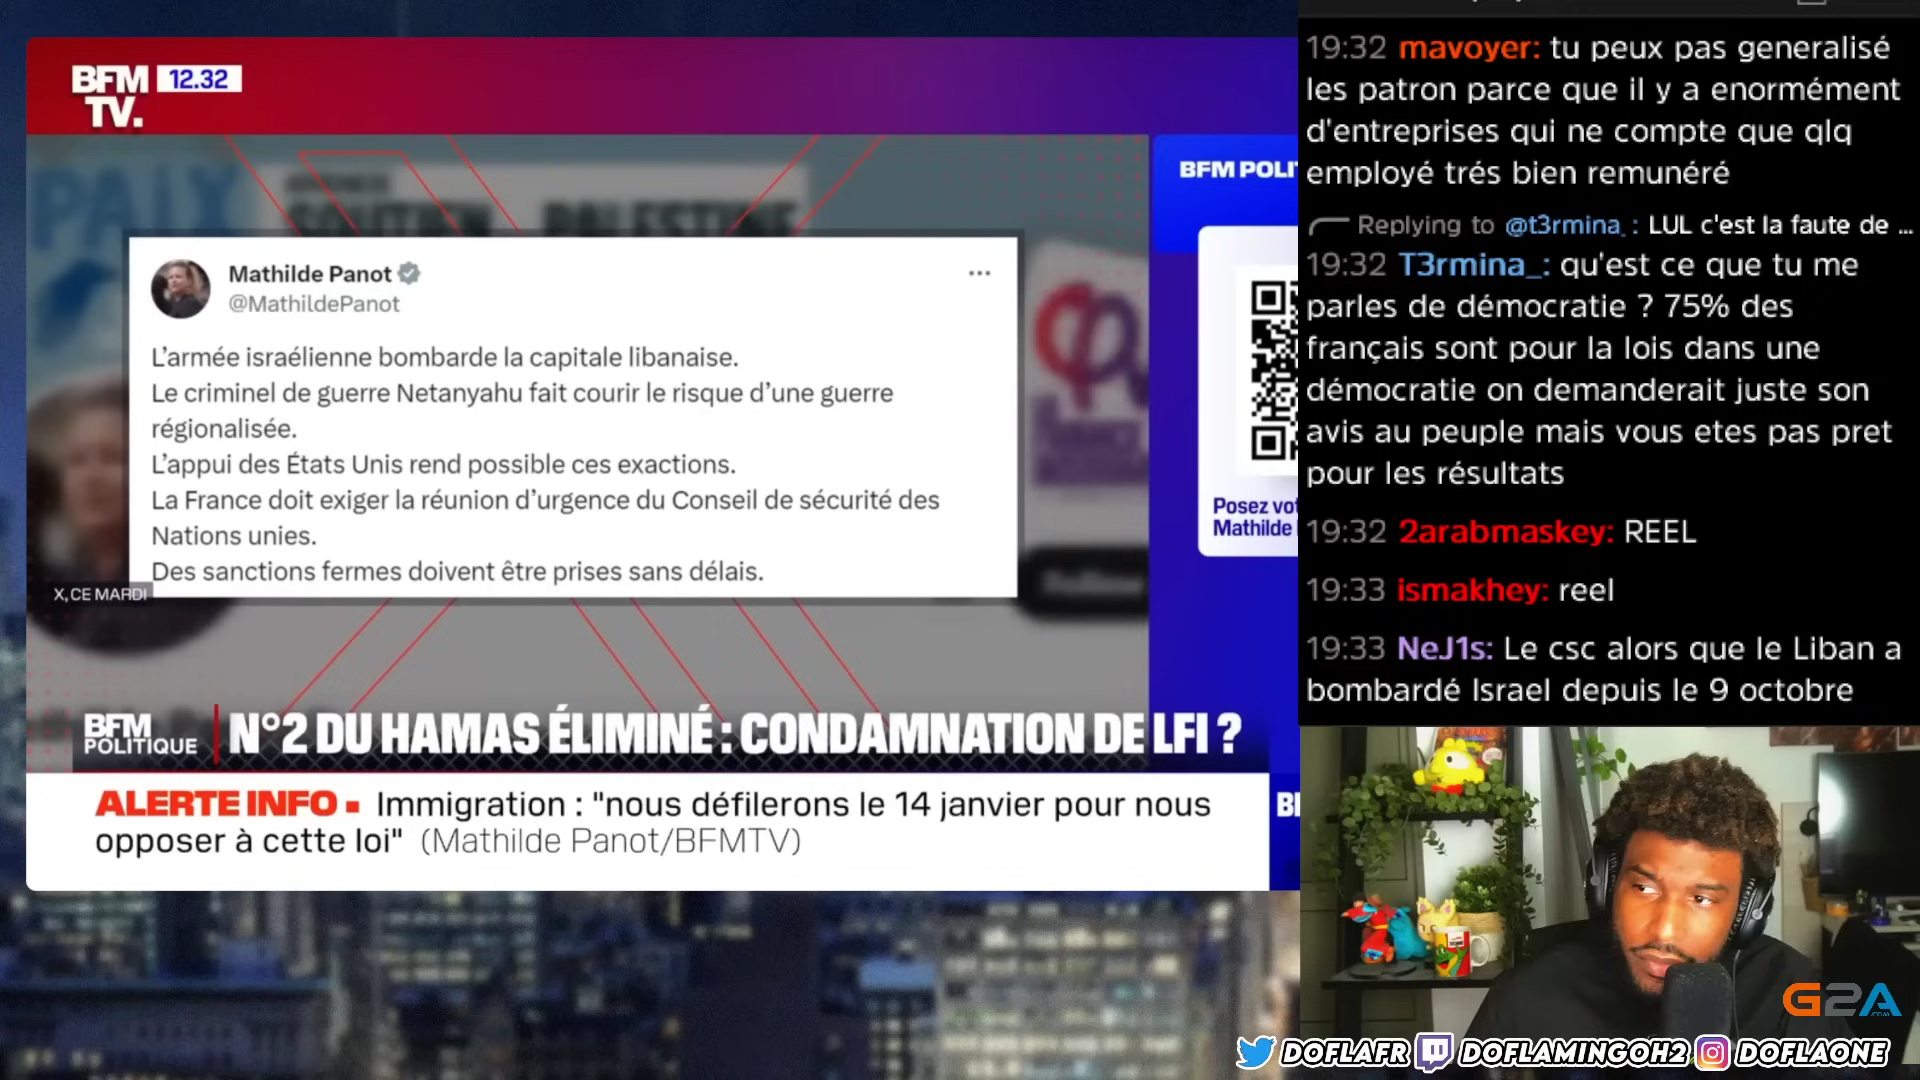 BFM
TV.
12.32
PAIX
SOUTIEN PALESTINE
Mathilde Panot
@MathildePanot
L’armée israélienne bombarde la capitale libanaise.
Le criminel de guerre Netanyahu fait courir le risque d’une guerre
régionalisée.
L’appui des États Unis rend possible ces exactions.
La France doit exiger la réunion d’urgence du Conseil de sécurité des
Nations unies.
Des sanctions fermes doivent être prises sans délais.
X, CE MARDI
BFM POLI
Posez vot
Mathilde
BFM
POLITIQUE
N°2 DU HAMAS ÉLIMINÉ : CONDAMNATION DE LFI ?
ALERTE INFO ▪ Immigration : "nous défilerons le 14 janvier pour nous
opposer à cette loi" (Mathilde Panot/BFMTV)
19:32 mavoyer: tu peux pas generalisé
les patron parce que il y a enormément
d'entreprises qui ne compte que qlq
employé trés bien remunéré
Replying to @t3rmina_: LUL c'est la faute de ...
19:32 T3rmina_: qu'est ce que tu me
parles de démocratie ? 75% des
français sont pour la lois dans une
démocratie on demanderait juste son
avis au peuple mais vous etes pas pret
pour les résultats
19:32 2arabmaskey: REEL
19:33 ismakhey: reel
19:33 NeJ1s: Le csc alors que le Liban a
bombardé Israel depuis le 9 octobre
G2A
.COM
DOFLAFR DOFLAMINGOH2 DOFLAONE